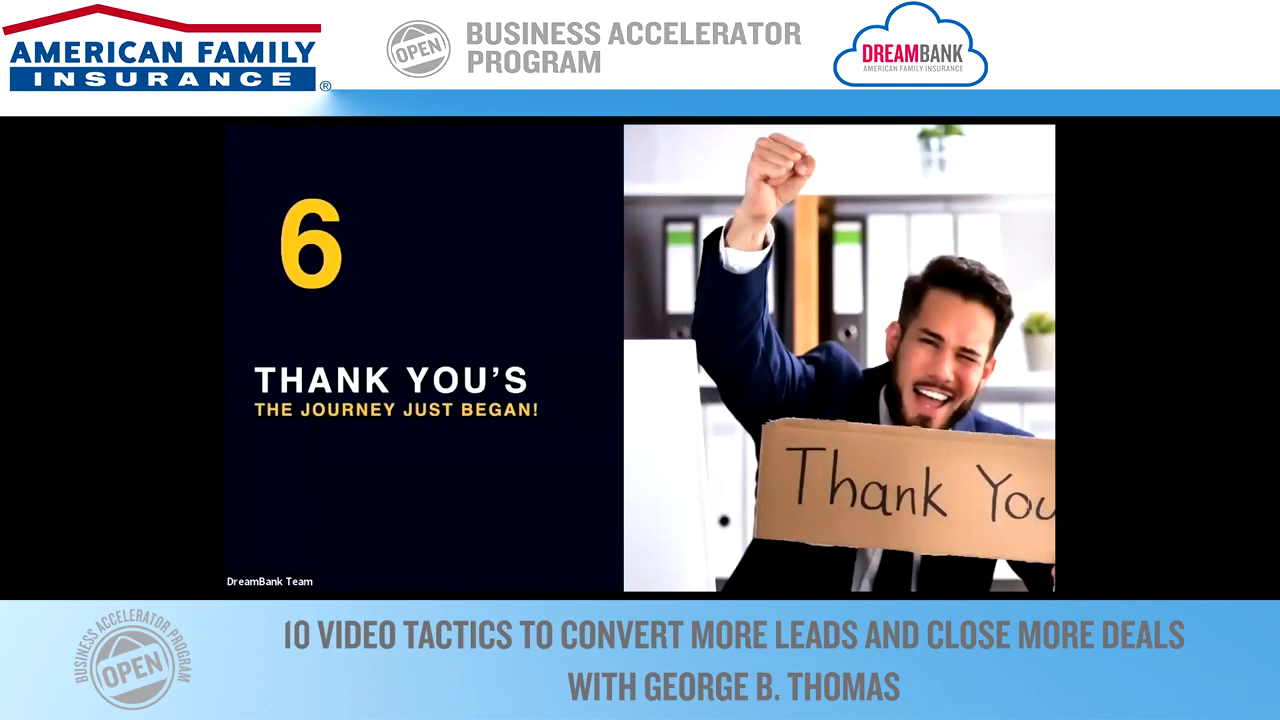 AMERICAN FAMILY
INSURANCE ®
OPEN
BUSINESS ACCELERATOR
PROGRAM
DREAMBANK
AMERICAN FAMILY INSURANCE
6
THANK YOU'S
THE JOURNEY JUST BEGAN!
Thank You
DreamBank Team
BUSINESS ACCELERATOR PROGRAM
OPEN
10 VIDEO TACTICS TO CONVERT MORE LEADS AND CLOSE MORE DEALS
WITH GEORGE B. THOMAS